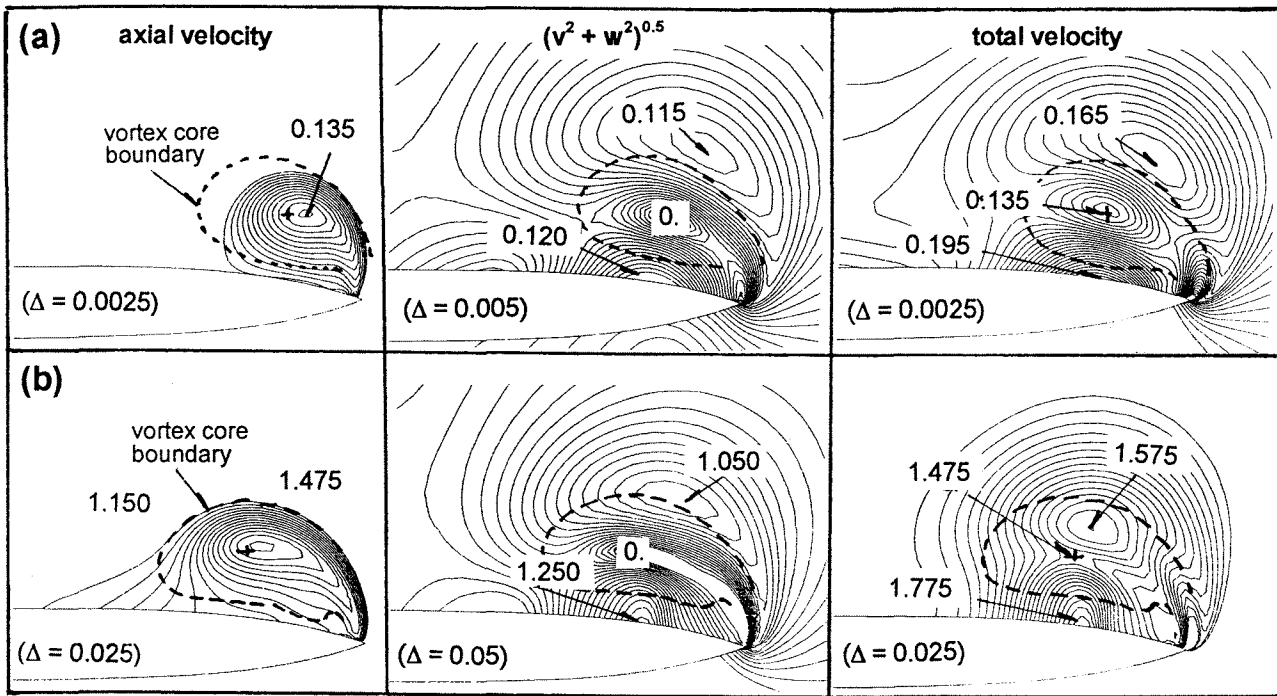 (a)
axial velocity
(v² + w²)⁰·⁵
total velocity
vortex core
boundary
0.135
(Δ = 0.0025)
0.115
0.
0.120
(Δ = 0.005)
0.165
0.135
0.195
(Δ = 0.0025)
(b)
vortex core
boundary
1.150
1.475
(Δ = 0.025)
1.050
0.
1.250
(Δ = 0.05)
1.475
1.575
1.775
(Δ = 0.025)